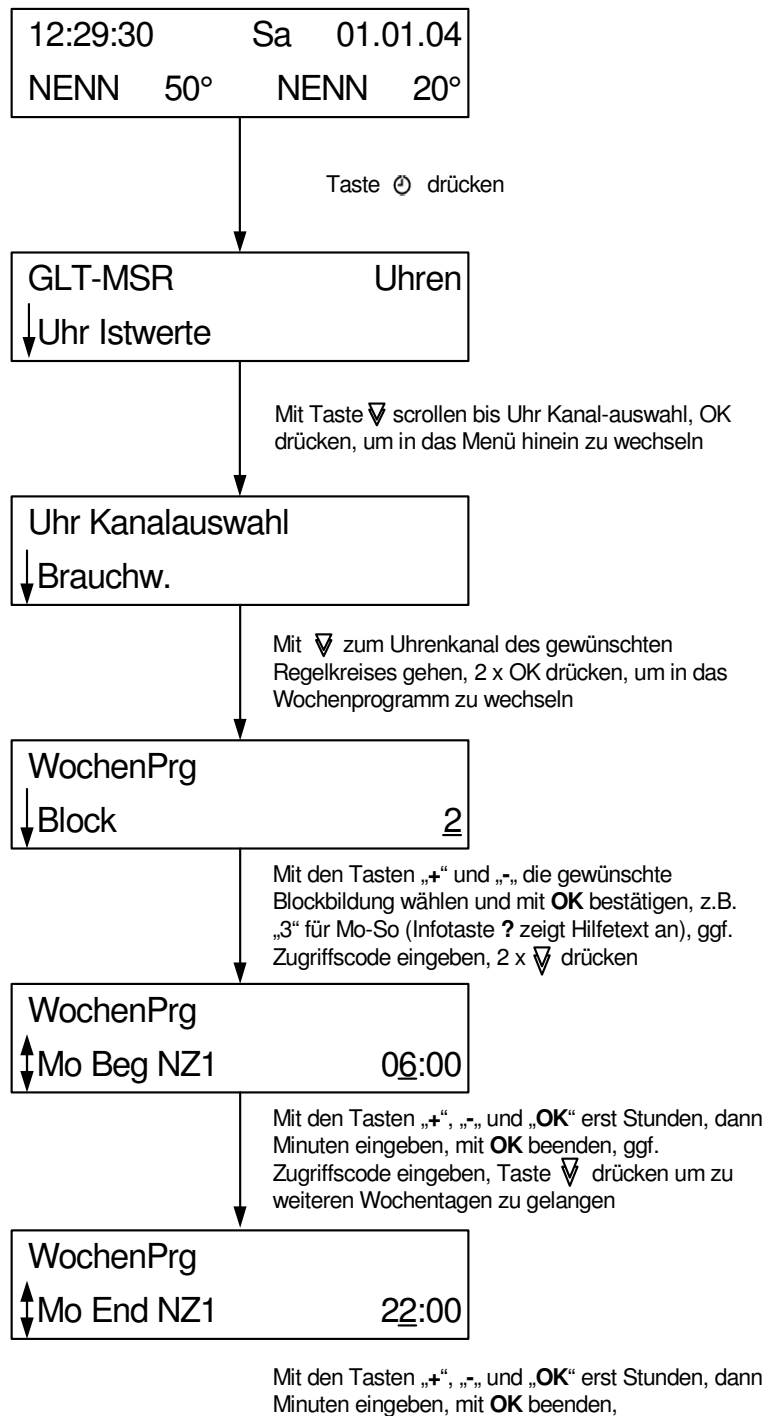 12:29:30 Sa 01.01.04
NENN 50° NENN 20°
Taste drücken
GLT-MSR Uhren
Uhr Istwerte
Mit Taste scrollen bis Uhr Kanal-auswahl, OK
drücken, um in das Menü hinein zu wechseln
Uhr Kanalauswahl
Brauchw.
Mit zum Uhrenkanal des gewünschten
Regelkreises gehen, 2 x OK drücken, um in das
Wochenprogramm zu wechseln
WochenPrg
Block 2
Mit den Tasten „+“ und „-„ die gewünschte
Blockbildung wählen und mit OK bestätigen, z.B.
„3“ für Mo-So (Infotaste ? zeigt Hilfetext an), ggf.
Zugriffscode eingeben, 2 x drücken
WochenPrg
Mo Beg NZ1 06:00
Mit den Tasten „+“, „-„ und „OK“ erst Stunden, dann
Minuten eingeben, mit OK beenden, ggf.
Zugriffscode eingeben, Taste drücken um zu
weiteren Wochentagen zu gelangen
WochenPrg
Mo End NZ1 22:00
Mit den Tasten „+“, „-„ und „OK“ erst Stunden, dann
Minuten eingeben, mit OK beenden,